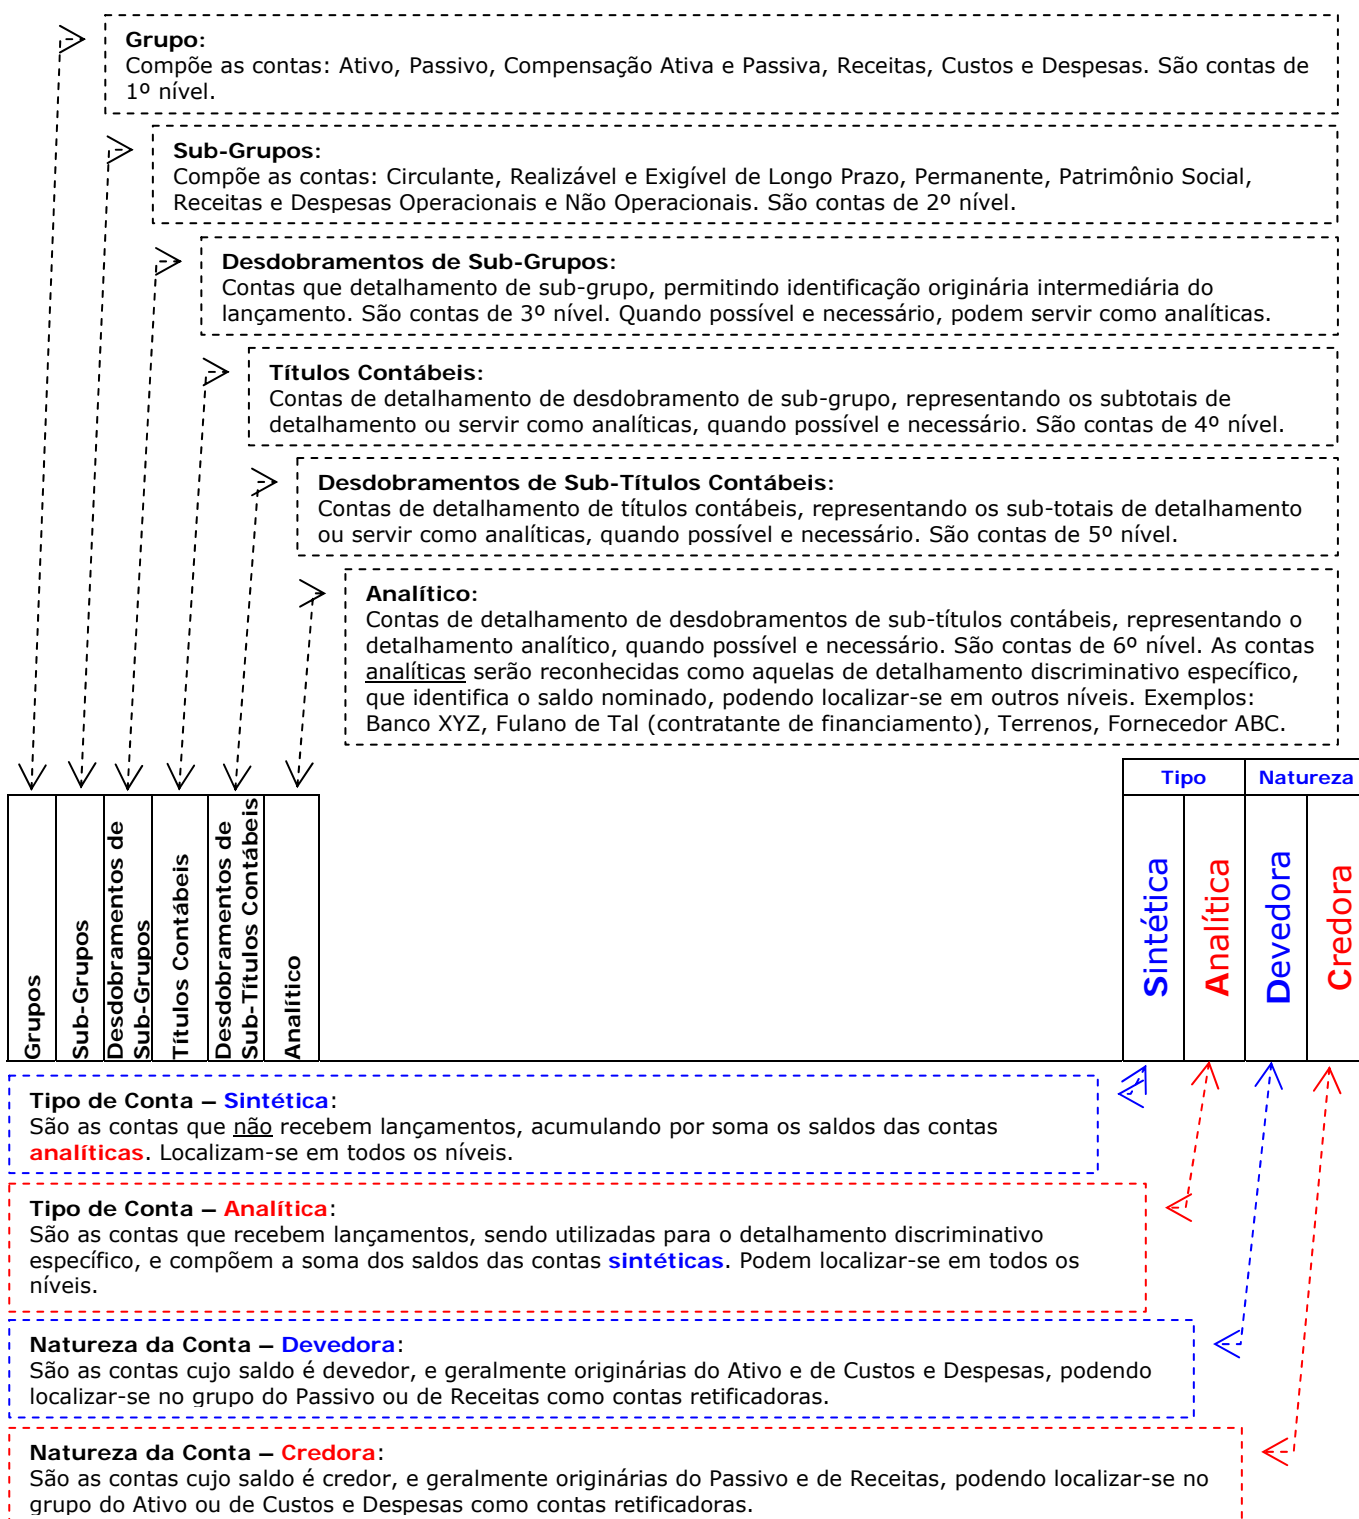 Grupo:
Compõe as contas: Ativo, Passivo, Compensação Ativa e Passiva, Receitas, Custos e Despesas. São contas de
1º nível.
Sub-Grupos:
Compõe as contas: Circulante, Realizável e Exigível de Longo Prazo, Permanente, Patrimônio Social,
Receitas e Despesas Operacionais e Não Operacionais. São contas de 2º nível.
Desdobramentos de Sub-Grupos:
Contas que detalhamento de sub-grupo, permitindo identificação originária intermediária do
lançamento. São contas de 3º nível. Quando possível e necessário, podem servir como analíticas.
Títulos Contábeis:
Contas de detalhamento de desdobramento de sub-grupo, representando os subtotais de
detalhamento ou servir como analíticas, quando possível e necessário. São contas de 4º nível.
Desdobramentos de Sub-Títulos Contábeis:
Contas de detalhamento de títulos contábeis, representando os sub-totais de detalhamento
ou servir como analíticas, quando possível e necessário. São contas de 5º nível.
Analítico:
Contas de detalhamento de desdobramentos de sub-títulos contábeis, representando o
detalhamento analítico, quando possível e necessário. São contas de 6º nível. As contas
analíticas serão reconhecidas como aquelas de detalhamento discriminativo específico,
que identifica o saldo nominado, podendo localizar-se em outros níveis. Exemplos:
Banco XYZ, Fulano de Tal (contratante de financiamento), Terrenos, Fornecedor ABC.
Tipo
Natureza
Grupos
Sub-Grupos
Desdobramentos de
Sub-Grupos
Títulos Contábeis
Desdobramentos de
Sub-Títulos Contábeis
Analítico
Sintética
Analítica
Devedora
Credora
Tipo de Conta – Sintética:
São as contas que não recebem lançamentos, acumulando por soma os saldos das contas
analíticas. Localizam-se em todos os níveis.
Tipo de Conta – Analítica:
São as contas que recebem lançamentos, sendo utilizadas para o detalhamento discriminativo
específico, e compõem a soma dos saldos das contas sintéticas. Podem localizar-se em todos os
níveis.
Natureza da Conta – Devedora:
São as contas cujo saldo é devedor, e geralmente originárias do Ativo e de Custos e Despesas, podendo
localizar-se no grupo do Passivo ou de Receitas como contas retificadoras.
Natureza da Conta – Credora:
São as contas cujo saldo é credor, e geralmente originárias do Passivo e de Receitas, podendo localizar-se no
grupo do Ativo ou de Custos e Despesas como contas retificadoras.